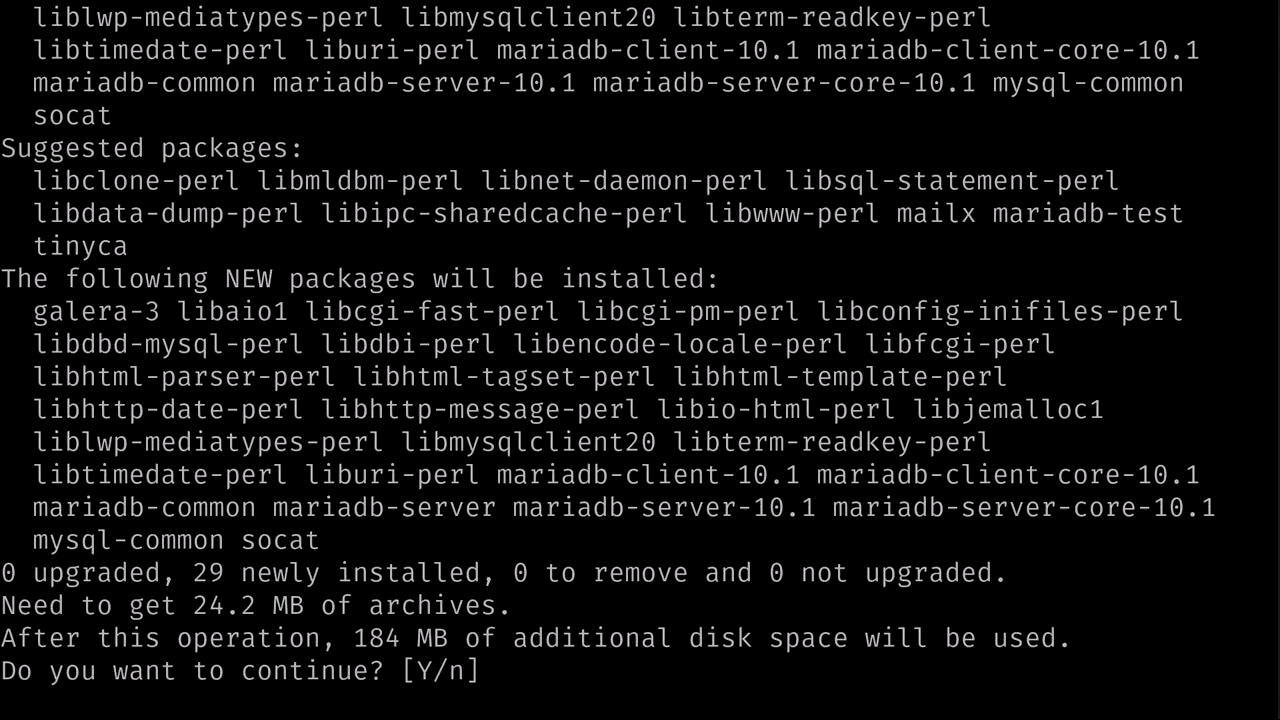 liblwp-mediatypes-perl libmysqlclient20 libterm-readkey-perl
libtimedate-perl liburi-perl mariadb-client-10.1 mariadb-client-core-10.1
mariadb-common mariadb-server-10.1 mariadb-server-core-10.1 mysql-common
socat
Suggested packages:
libclone-perl libmldbm-perl libnet-daemon-perl libsql-statement-perl
libdata-dump-perl libipc-sharedcache-perl libwww-perl mailx mariadb-test
tinyca
The following NEW packages will be installed:
galera-3 libaio1 libcgi-fast-perl libcgi-pm-perl libconfig-inifiles-perl
libdbd-mysql-perl libdbi-perl libencode-locale-perl libfcgi-perl
libhtml-parser-perl libhtml-tagset-perl libhtml-template-perl
libhttp-date-perl libhttp-message-perl libio-html-perl libjemalloc1
liblwp-mediatypes-perl libmysqlclient20 libterm-readkey-perl
libtimedate-perl liburi-perl mariadb-client-10.1 mariadb-client-core-10.1
mariadb-common mariadb-server mariadb-server-10.1 mariadb-server-core-10.1
mysql-common socat
0 upgraded, 29 newly installed, 0 to remove and 0 not upgraded.
Need to get 24.2 MB of archives.
After this operation, 184 MB of additional disk space will be used.
Do you want to continue? [Y/n]